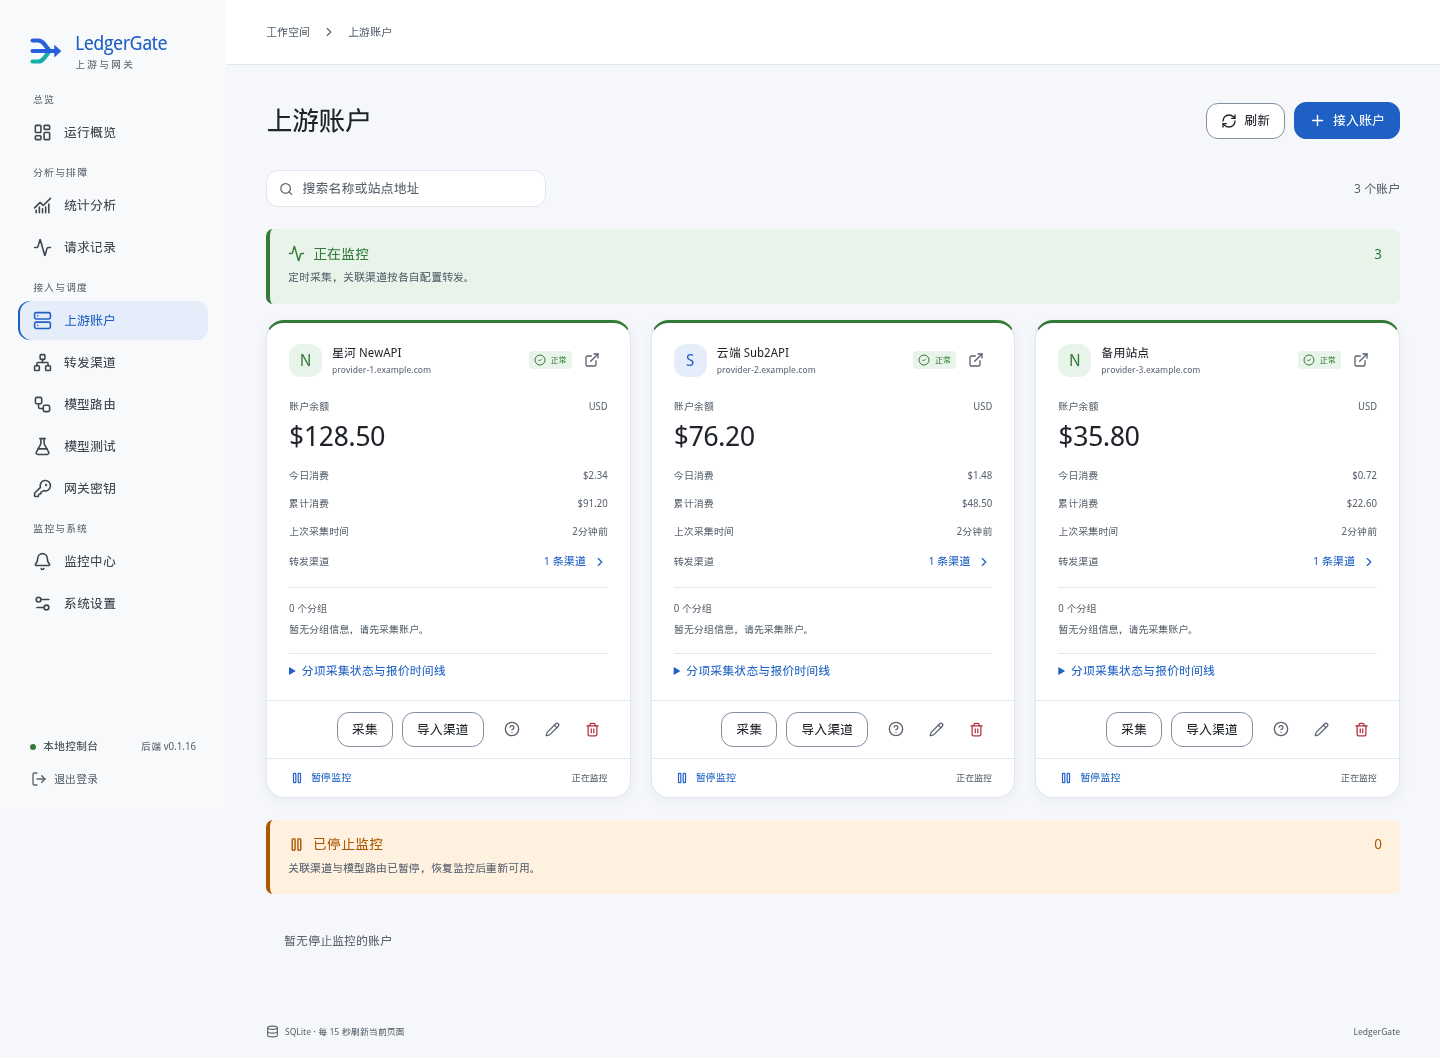 LedgerGate
上游与网关
总览
运行概览
分析与排障
统计分析
请求记录
接入与调度
上游账户
转发渠道
模型路由
模型测试
网关密钥
监控与系统
监控中心
系统设置
本地控制台 后端 v0.1.16
退出登录
工作空间 上游账户
上游账户
刷新 接入账户
搜索名称或站点地址 3 个账户
正在监控 3
定时采集，关联渠道按各自配置转发。
N 星河 NewAPI 正常
provider-1.example.com
账户余额 USD
$128.50
今日消费 $2.34
累计消费 $91.20
上次采集时间 2分钟前
转发渠道 1 条渠道
0 个分组
暂无分组信息，请先采集账户。
分项采集状态与报价时间线
采集 导入渠道
暂停监控 正在监控
S 云端 Sub2API 正常
provider-2.example.com
账户余额 USD
$76.20
今日消费 $1.48
累计消费 $48.50
上次采集时间 2分钟前
转发渠道 1 条渠道
0 个分组
暂无分组信息，请先采集账户。
分项采集状态与报价时间线
采集 导入渠道
暂停监控 正在监控
N 备用站点 正常
provider-3.example.com
账户余额 USD
$35.80
今日消费 $0.72
累计消费 $22.60
上次采集时间 2分钟前
转发渠道 1 条渠道
0 个分组
暂无分组信息，请先采集账户。
分项采集状态与报价时间线
采集 导入渠道
暂停监控 正在监控
已停止监控 0
关联渠道与模型路由已暂停，恢复监控后重新可用。
暂无停止监控的账户
SQLite · 每 15 秒刷新当前页面 LedgerGate